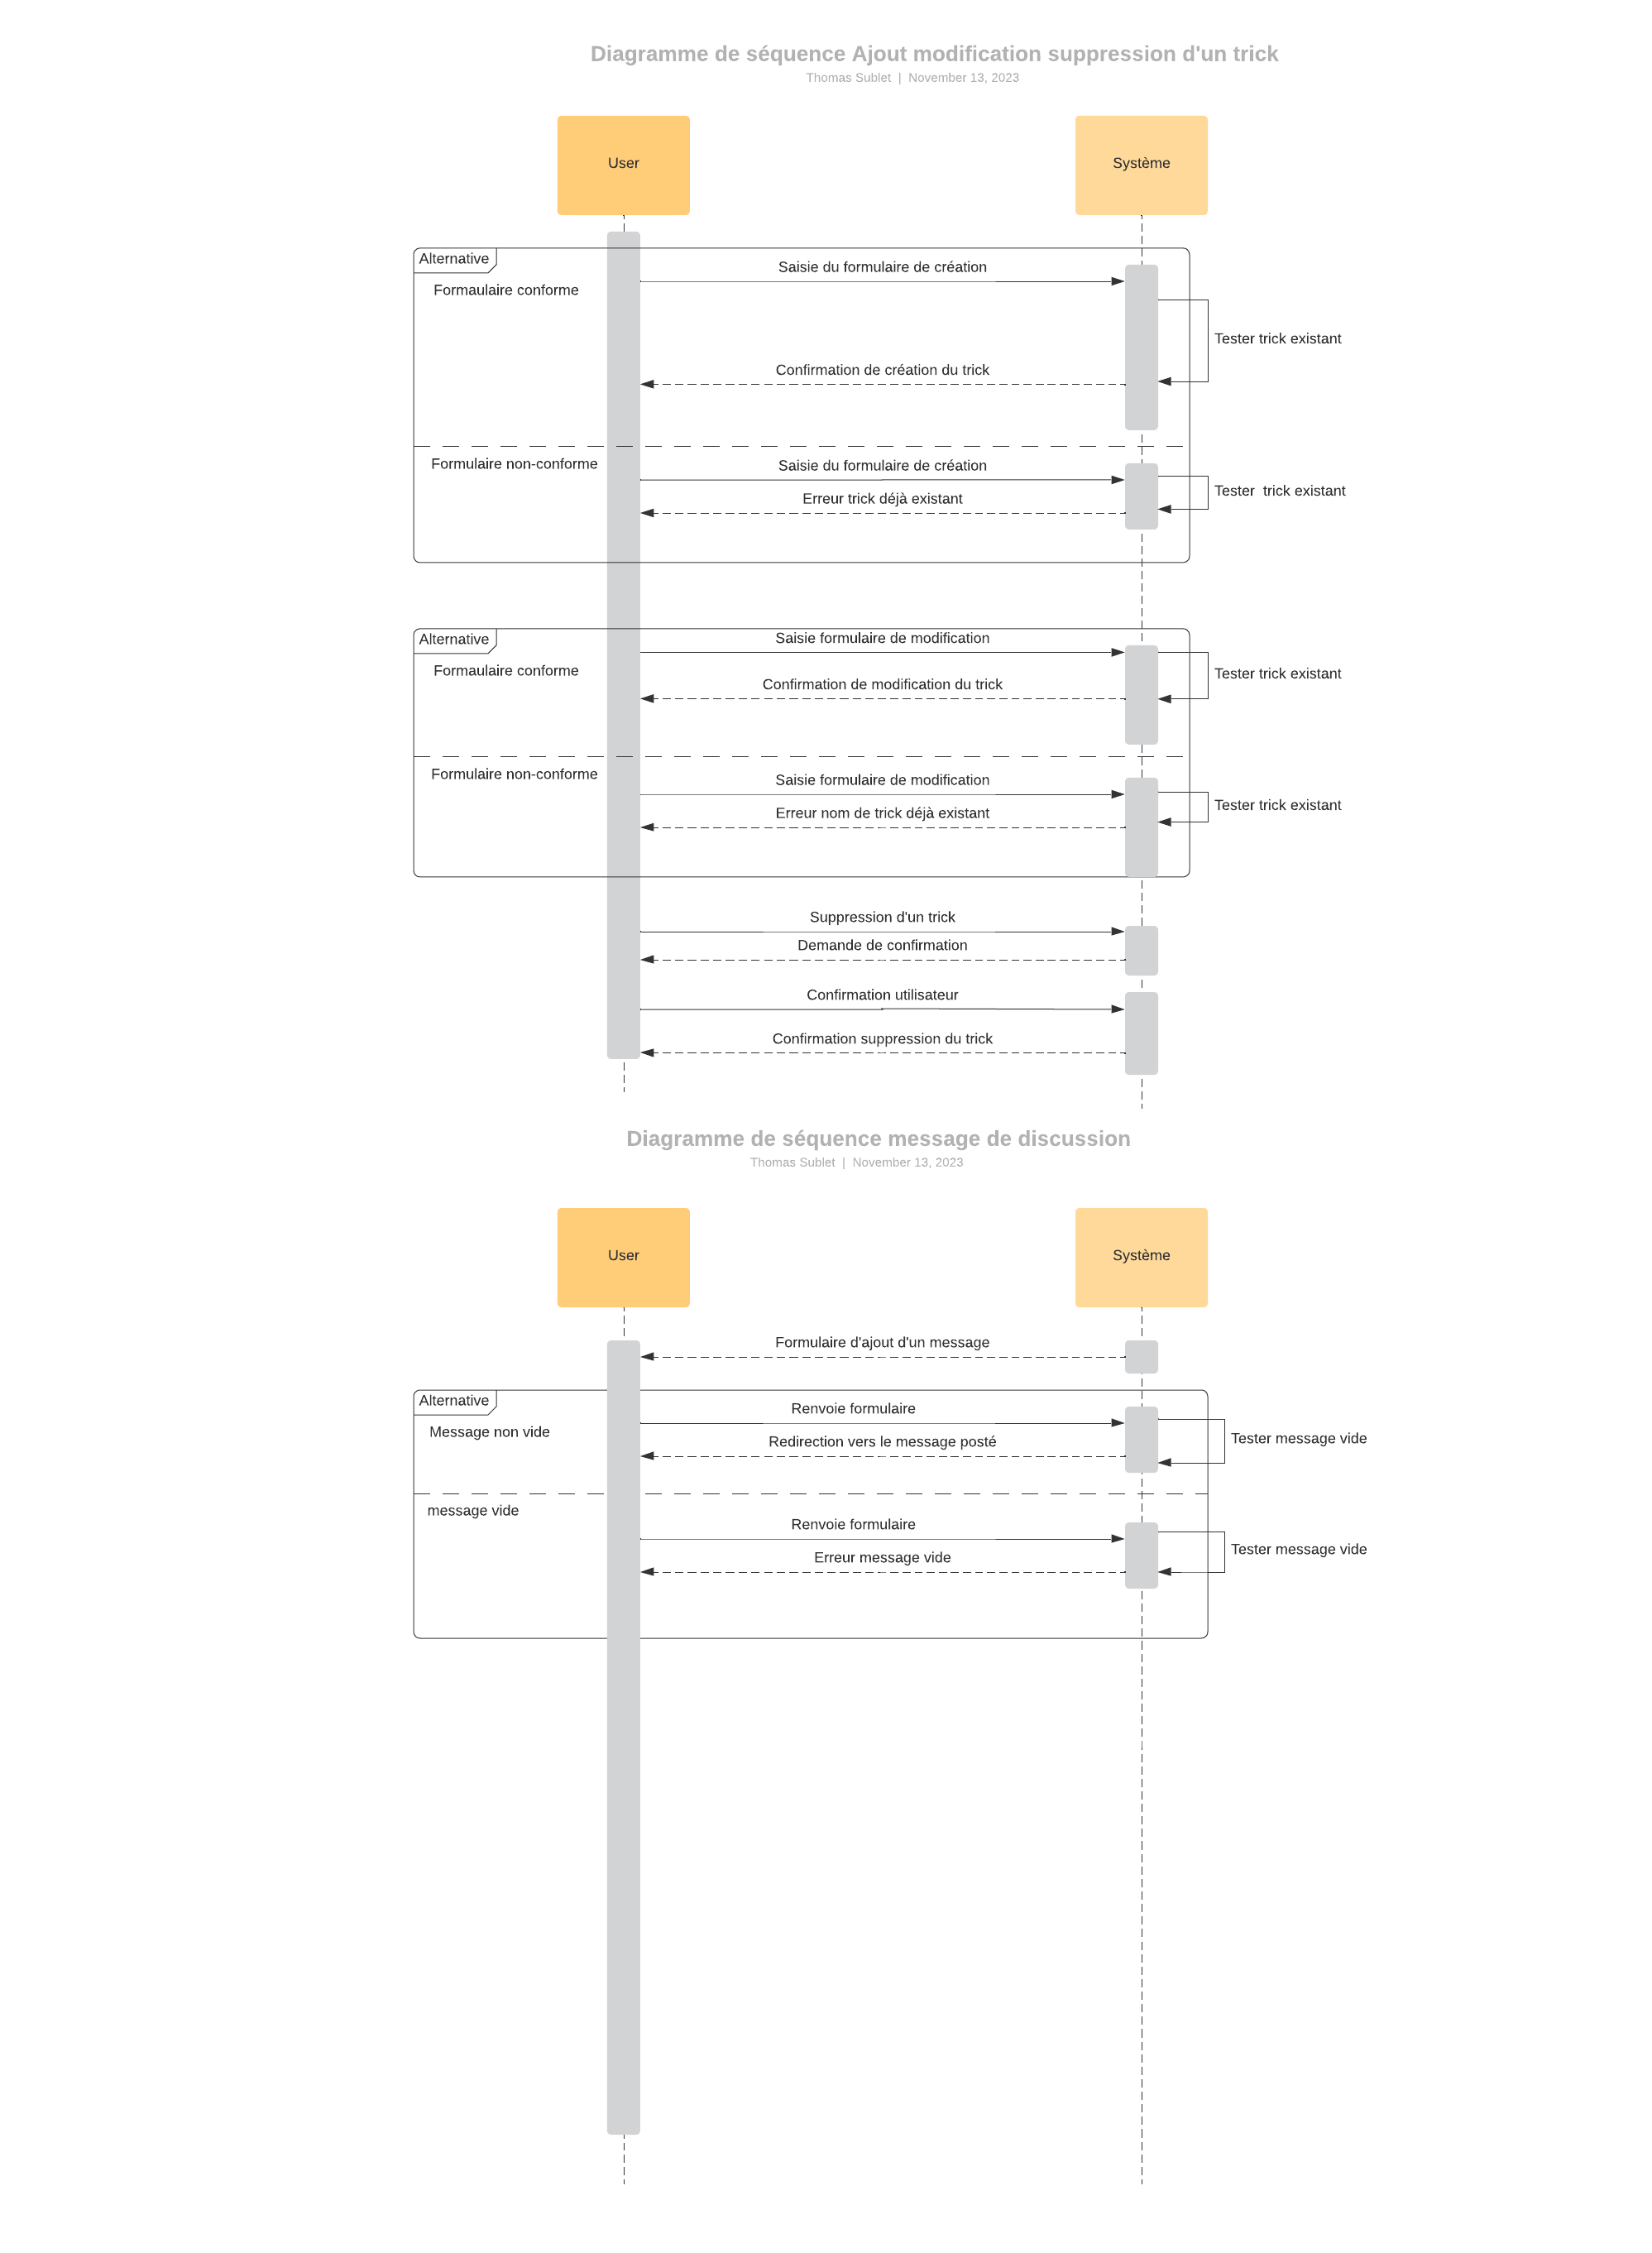 Diagramme de séquence Ajout modification suppression d'un trick
Thomas Sublet | November 13, 2023
User
Système
Alternative
Saisie du formulaire de création
Formaulaire conforme
Tester trick existant
Confirmation de création du trick
Formulaire non-conforme
Saisie du formulaire de création
Tester  trick existant
Erreur trick déjà existant
Alternative
Saisie formulaire de modification
Formaulaire conforme
Tester trick existant
Confirmation de modification du trick
Formulaire non-conforme
Saisie formulaire de modification
Tester trick existant
Erreur nom de trick déjà existant
Suppression d'un trick
Demande de confirmation
Confirmation utilisateur
Confirmation suppression du trick
Diagramme de séquence message de discussion
Thomas Sublet | November 13, 2023
User
Système
Formulaire d'ajout d'un message
Alternative
Renvoie formulaire
Message non vide
Tester message vide
Redirection vers le message posté
message vide
Renvoie formulaire
Tester message vide
Erreur message vide